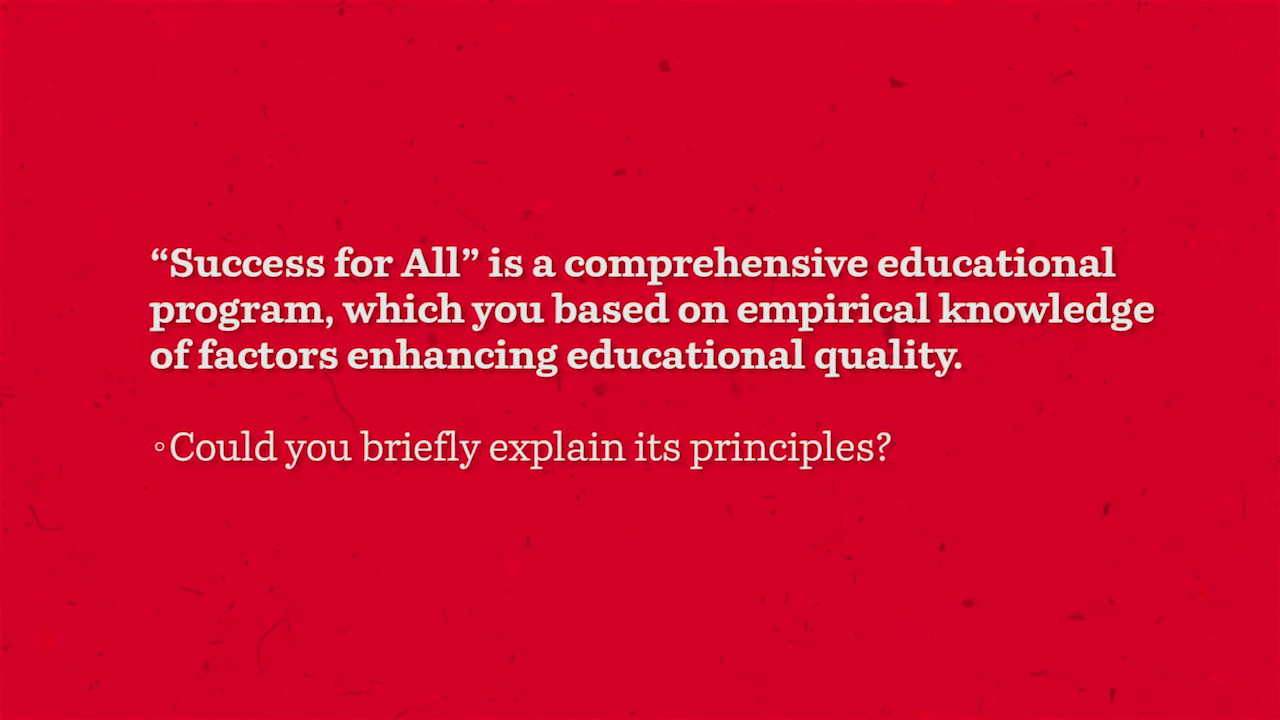 “Success for All” is a comprehensive educational
program, which you based on empirical knowledge
of factors enhancing educational quality.
◦Could you briefly explain its principles?